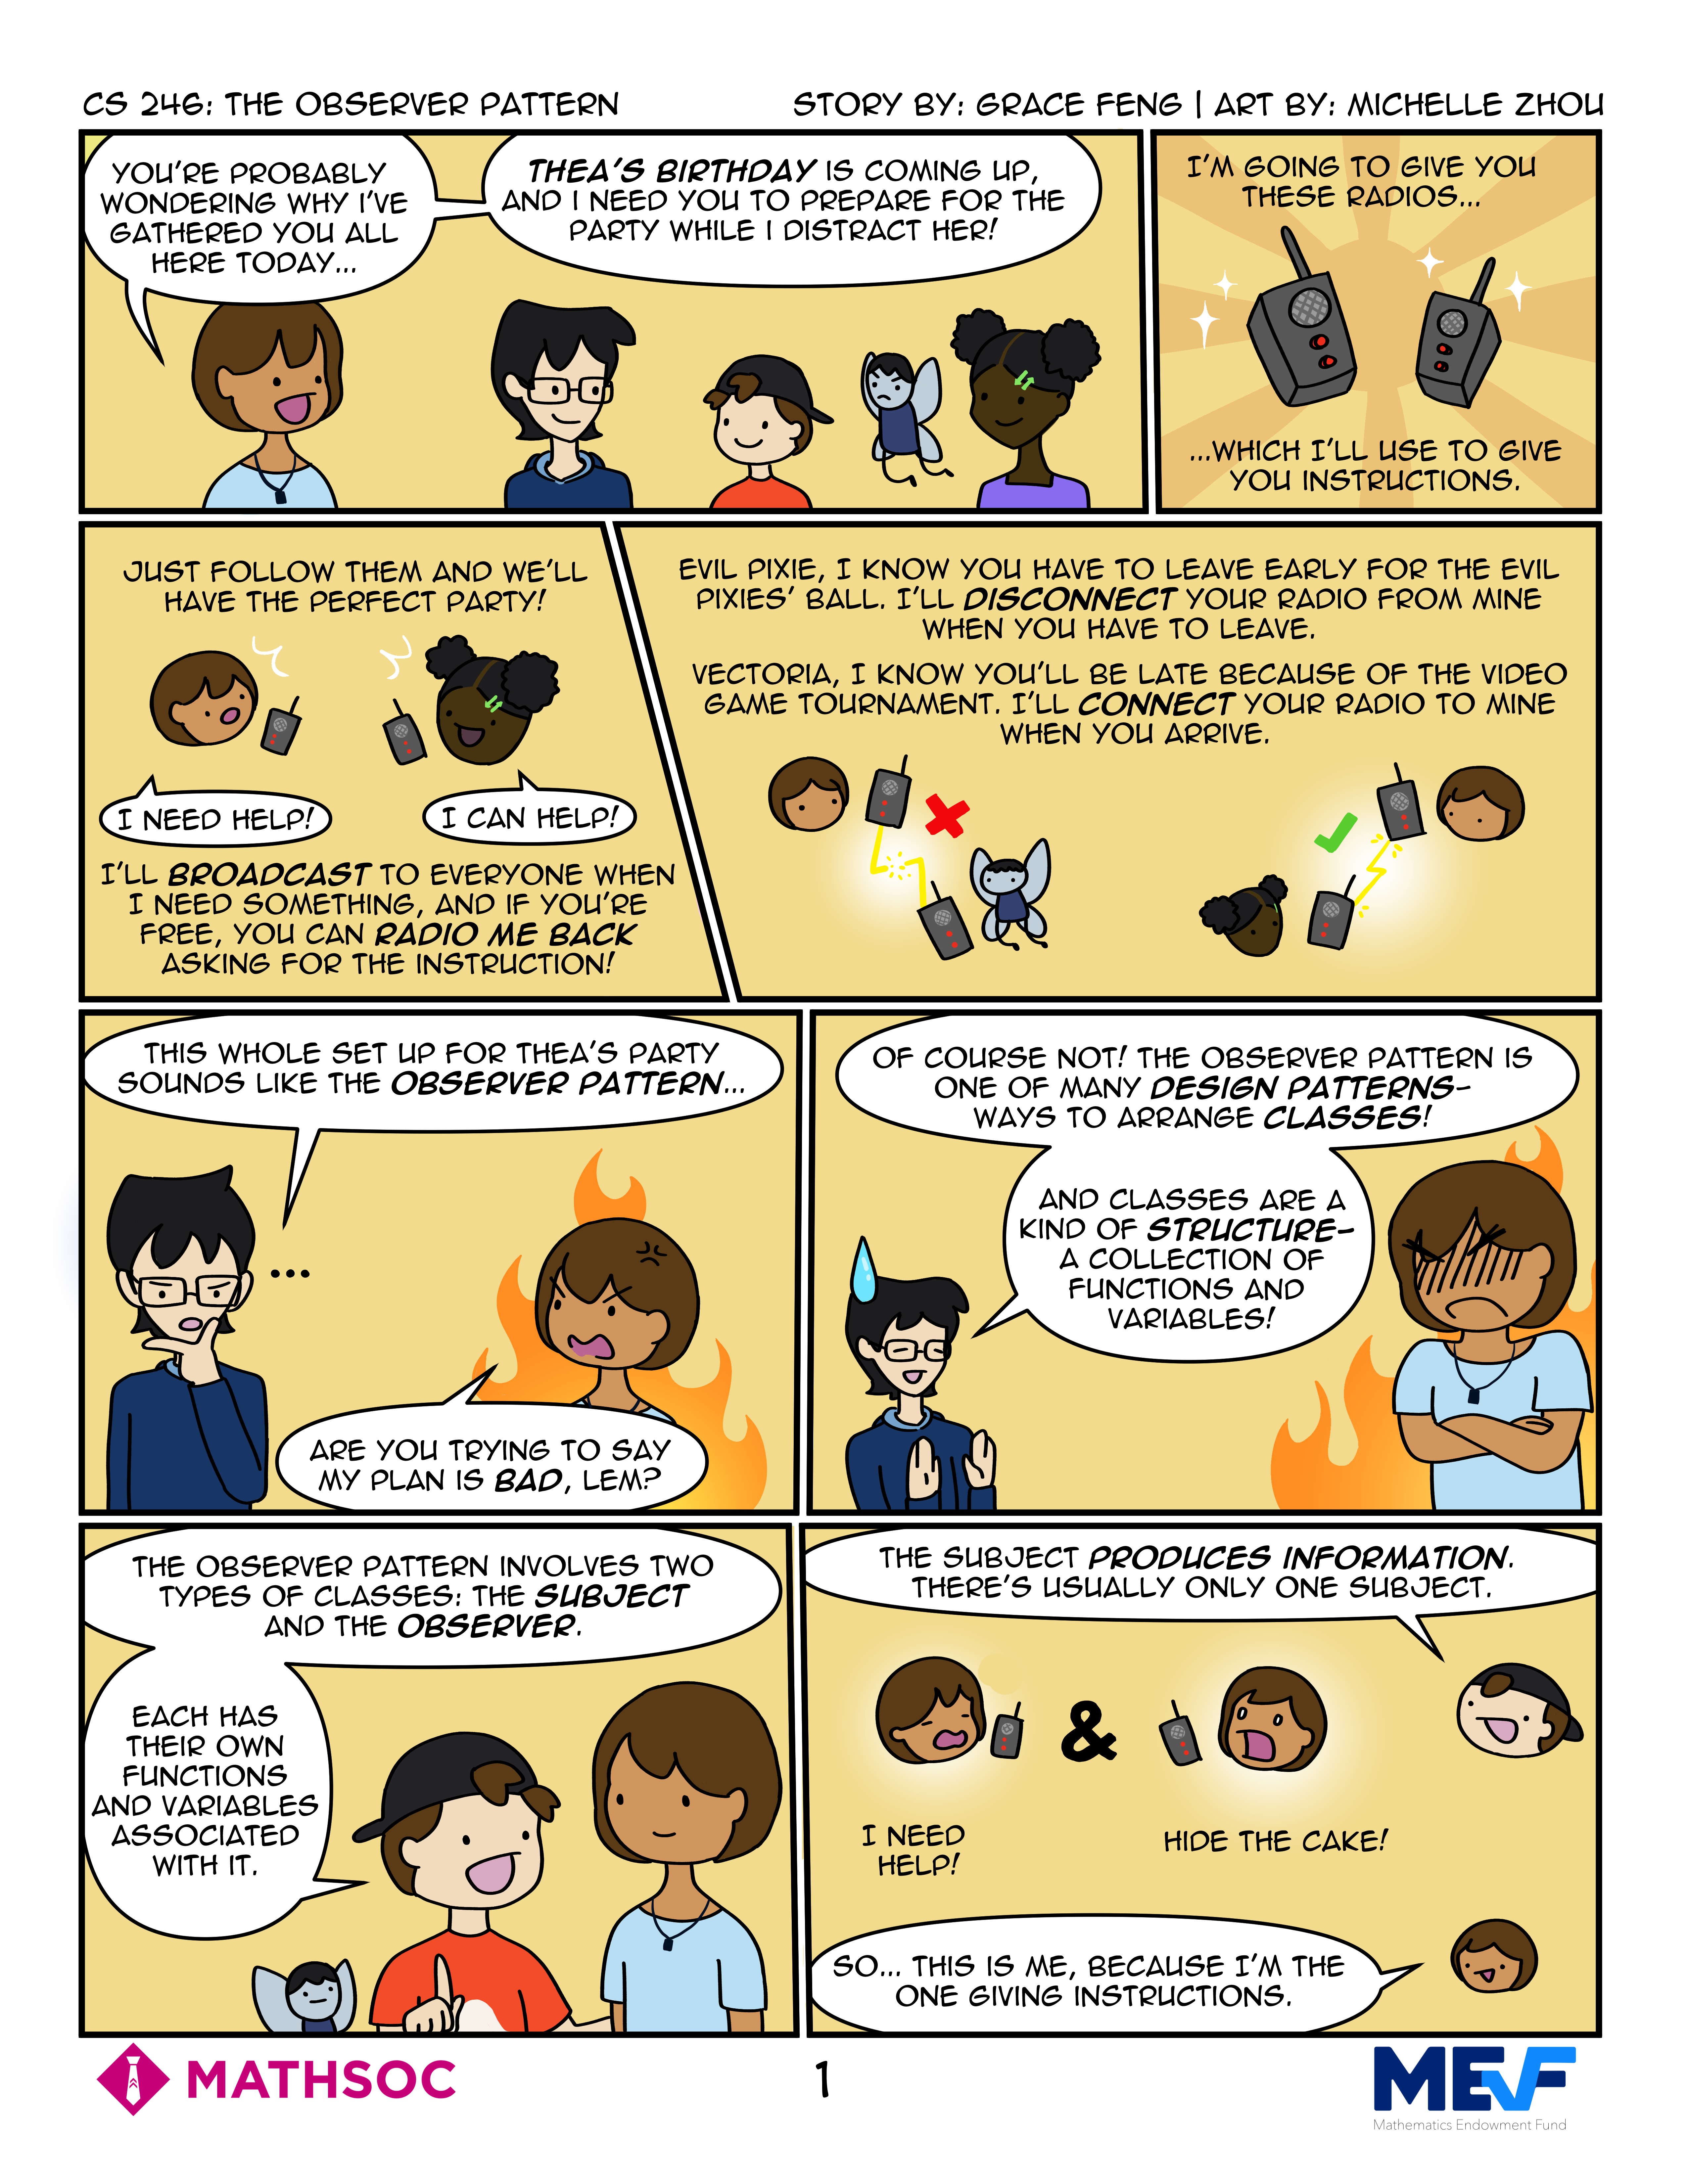 CS 246: THE OBSERVER PATTERN
STORY BY: GRACE FENG | ART BY: MICHELLE ZHOU
YOU'RE PROBABLY
WONDERING WHY I'VE
GATHERED YOU ALL
HERE TODAY...
THEA'S BIRTHDAY IS COMING UP,
AND I NEED YOU TO PREPARE FOR THE
PARTY WHILE I DISTRACT HER!
I'M GOING TO GIVE YOU
THESE RADIOS...
...WHICH I'LL USE TO GIVE
YOU INSTRUCTIONS.
JUST FOLLOW THEM AND WE'LL
HAVE THE PERFECT PARTY!
I NEED HELP!
I CAN HELP!
I'LL BROADCAST TO EVERYONE WHEN
I NEED SOMETHING, AND IF YOU'RE
FREE, YOU CAN RADIO ME BACK
ASKING FOR THE INSTRUCTION!
EVIL PIXIE, I KNOW YOU HAVE TO LEAVE EARLY FOR THE EVIL
PIXIES' BALL. I'LL DISCONNECT YOUR RADIO FROM MINE
WHEN YOU HAVE TO LEAVE.
VECTORIA, I KNOW YOU'LL BE LATE BECAUSE OF THE VIDEO
GAME TOURNAMENT. I'LL CONNECT YOUR RADIO TO MINE
WHEN YOU ARRIVE.
THIS WHOLE SET UP FOR THEA'S PARTY
SOUNDS LIKE THE OBSERVER PATTERN...
...
ARE YOU TRYING TO SAY
MY PLAN IS BAD, LEM?
OF COURSE NOT! THE OBSERVER PATTERN IS
ONE OF MANY DESIGN PATTERNS-
WAYS TO ARRANGE CLASSES!
AND CLASSES ARE A
KIND OF STRUCTURE-
A COLLECTION OF
FUNCTIONS AND
VARIABLES!
THE OBSERVER PATTERN INVOLVES TWO
TYPES OF CLASSES: THE SUBJECT
AND THE OBSERVER.
EACH HAS
THEIR OWN
FUNCTIONS
AND VARIABLES
ASSOCIATED
WITH IT.
THE SUBJECT PRODUCES INFORMATION.
THERE'S USUALLY ONLY ONE SUBJECT.
&
I NEED
HELP!
HIDE THE CAKE!
SO... THIS IS ME, BECAUSE I'M THE
ONE GIVING INSTRUCTIONS.
MATHSOC
1
MEF
Mathematics Endowment Fund